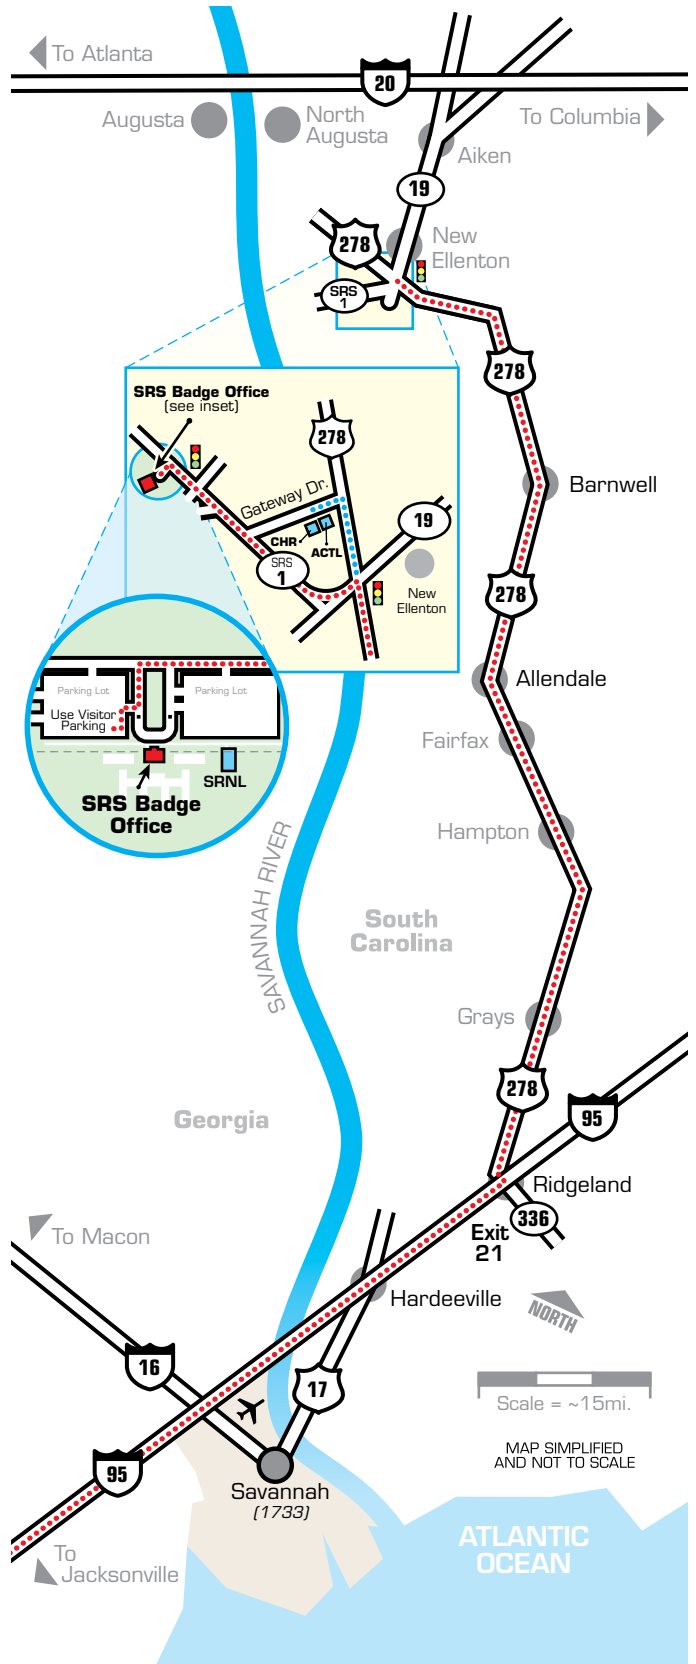 To Atlanta
20
Augusta
North
Augusta
To Columbia
Aiken
19
278
New
Ellenton
SRS
1
278
SRS Badge Office
(see inset)
278
Gateway Dr.
19
CHR
ACTL
SRS
1
New
Ellenton
Barnwell
278
Parking Lot
Parking Lot
Use Visitor
Parking
SRNL
SRS Badge
Office
Allendale
Fairfax
Hampton
SAVANNAH RIVER
South
Carolina
Grays
278
95
Georgia
Ridgeland
336
Exit
21
To Macon
Hardeeville
NORTH
16
17
Scale = ~15mi.
MAP SIMPLIFIED
AND NOT TO SCALE
95
Savannah
(1733)
ATLANTIC
OCEAN
To
Jacksonville